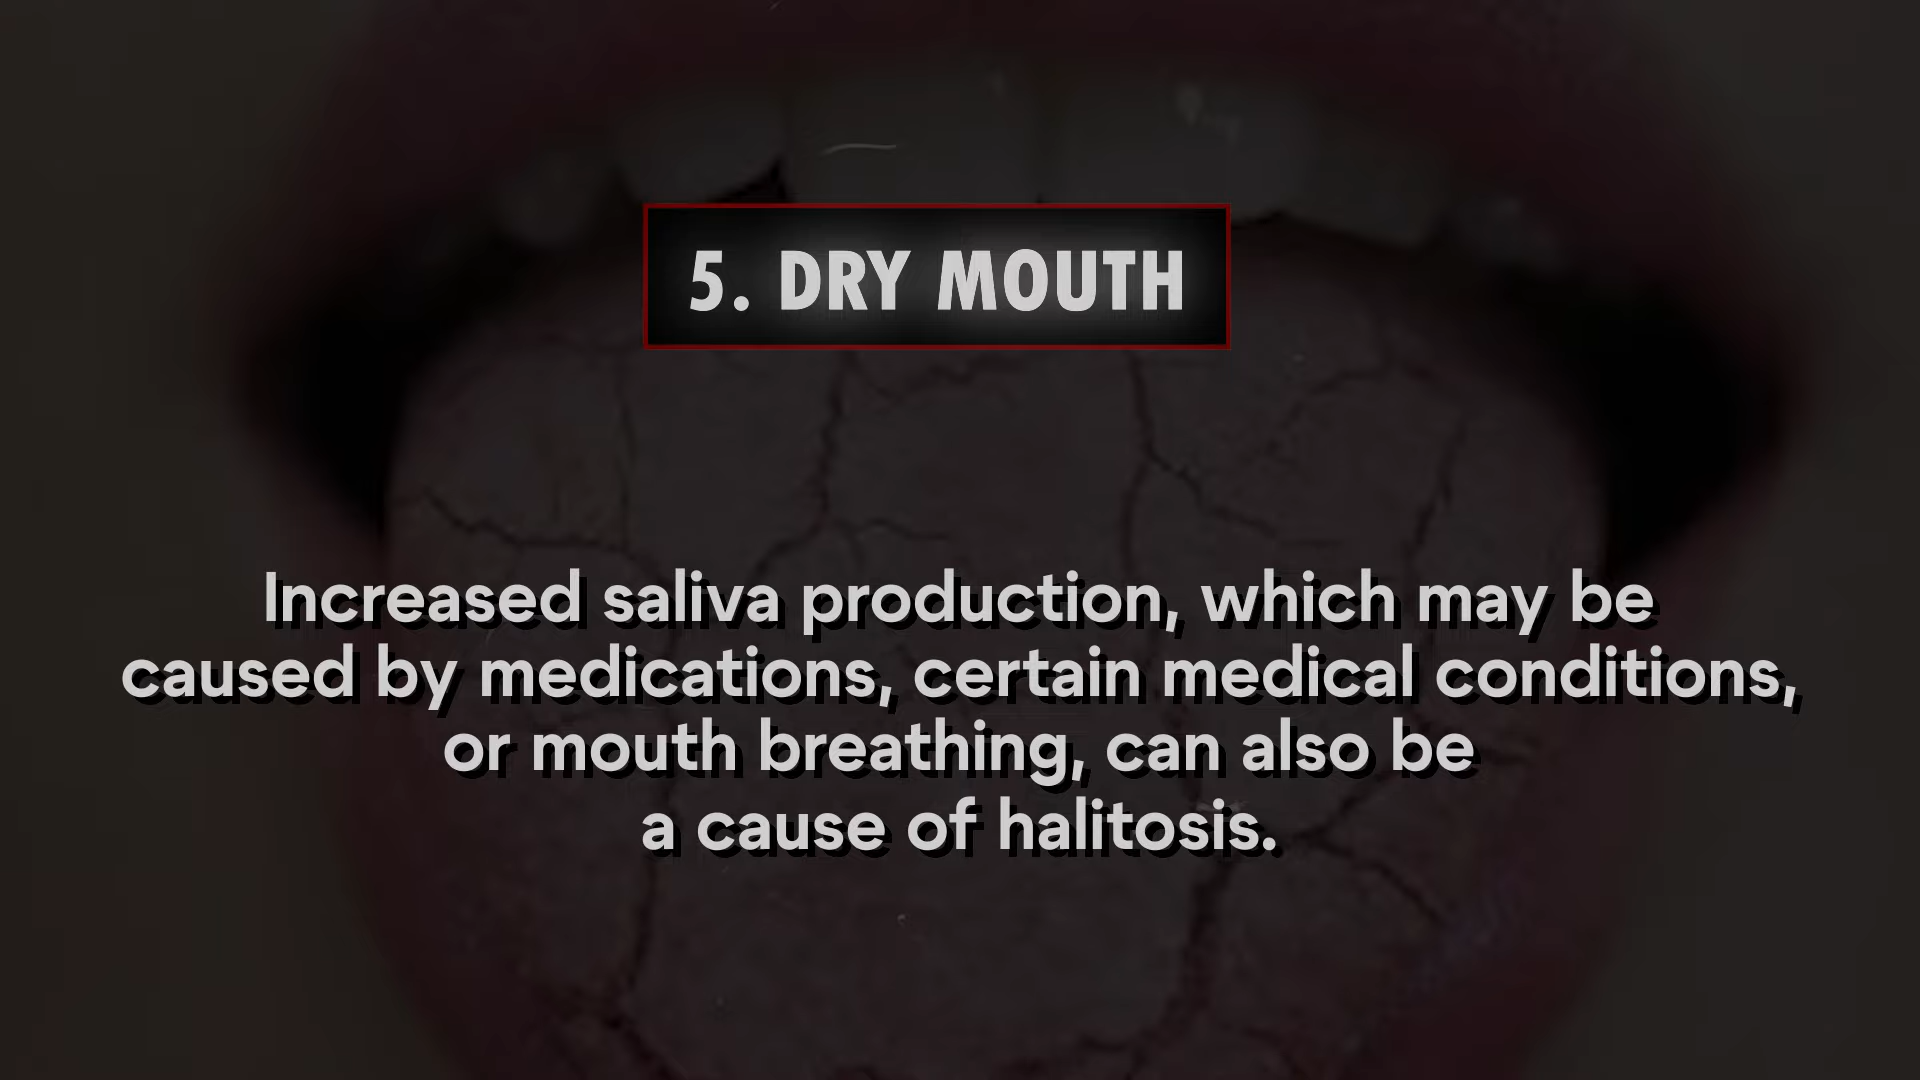 5. DRY MOUTH
Increased saliva production, which may be
caused by medications, certain medical conditions,
or mouth breathing, can also be
a cause of halitosis.